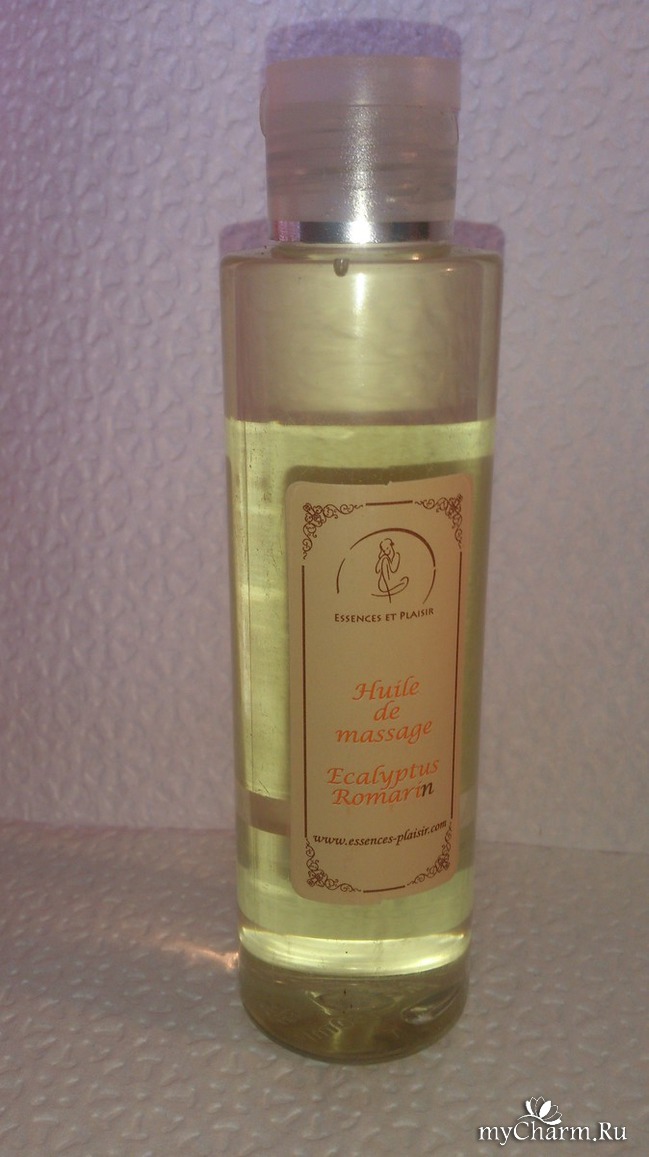 ESSENCES ET PLAISIR
Huile
de
massage
Ecalyptus
Romarin
www.essences-plaisir.com
myCharm.Ru